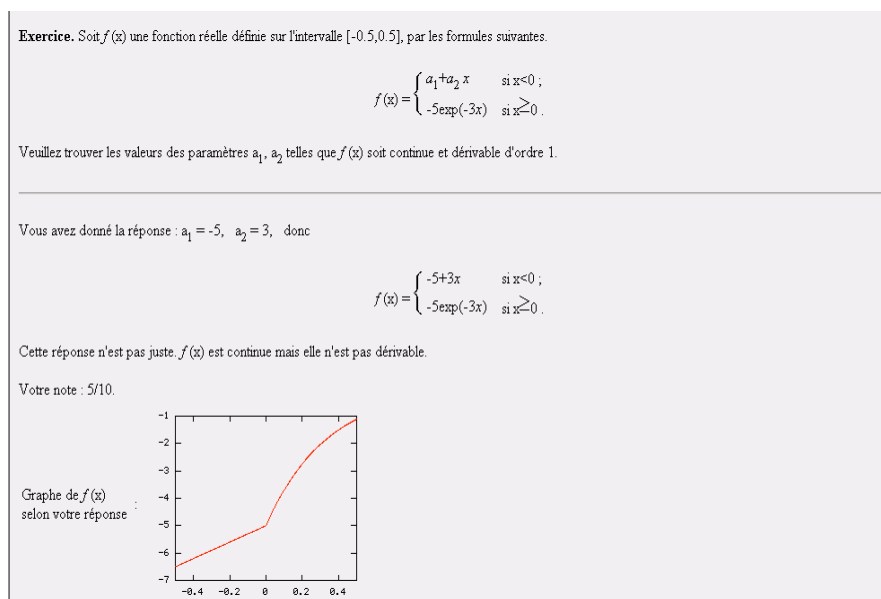 Exercice. Soit f (x) une fonction réelle définie sur l'intervalle [-0.5,0.5], par les formules suivantes.
f (x) = { a₁+a₂ x si x<0 ;
-5exp(-3x) si x≥0 .
Veuillez trouver les valeurs des paramètres a₁, a₂ telles que f (x) soit continue et dérivable d'ordre 1.
Vous avez donné la réponse : a₁ = -5, a₂ = 3, donc
f (x) = { -5+3x si x<0 ;
-5exp(-3x) si x≥0 .
Cette réponse n'est pas juste. f (x) est continue mais elle n'est pas dérivable.
Votre note : 5/10.
Graphe de f (x)
selon votre réponse :
-1
-2
-3
-4
-5
-6
-7
-0.4 -0.2 0 0.2 0.4